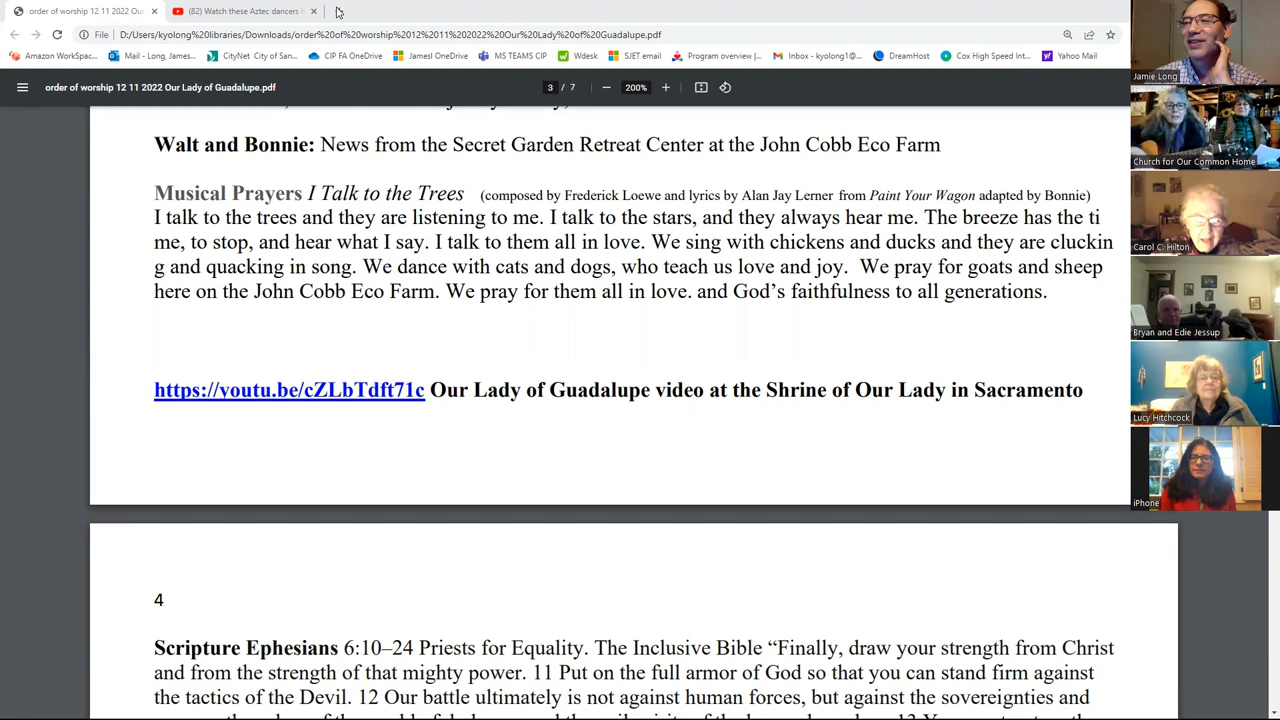 order of worship 12 11 2022 Ou
(82) Watch these Aztec dancers
File
D:/Users/kyolong%20libraries/Downloads/order%20of%20worship%2012%2011%202022%20Our%20Lady%20of%20Guadalupe.pdf
Amazon WorkSpac...
Mail - Long, James...
CityNet City of San...
CIP FA OneDrive
JamesI OneDrive
MS TEAMS CIP
Wdesk
SJET email
Program overview |...
Inbox - kyolong1@...
DreamHost
Cox High Speed Int...
Yahoo Mail
order of worship 12 11 2022 Our Lady of Guadalupe.pdf
3 / 7
200%
Walt and Bonnie: News from the Secret Garden Retreat Center at the John Cobb Eco Farm
Musical Prayers I Talk to the Trees (composed by Frederick Loewe and lyrics by Alan Jay Lerner from Paint Your Wagon adapted by Bonnie)
I talk to the trees and they are listening to me. I talk to the stars, and they always hear me. The breeze has the ti
me, to stop, and hear what I say. I talk to them all in love. We sing with chickens and ducks and they are cluckin
g and quacking in song. We dance with cats and dogs, who teach us love and joy. We pray for goats and sheep
here on the John Cobb Eco Farm. We pray for them all in love. and God’s faithfulness to all generations.
https://youtu.be/cZLbTdft71c Our Lady of Guadalupe video at the Shrine of Our Lady in Sacramento
4
Scripture Ephesians 6:10–24 Priests for Equality. The Inclusive Bible “Finally, draw your strength from Christ
and from the strength of that mighty power. 11 Put on the full armor of God so that you can stand firm against
the tactics of the Devil. 12 Our battle ultimately is not against human forces, but against the sovereignties and
Jamie Long
Church for Our Common Home
Carol C. Hilton
Bryan and Edie Jessup
Lucy Hitchcock
iPhone